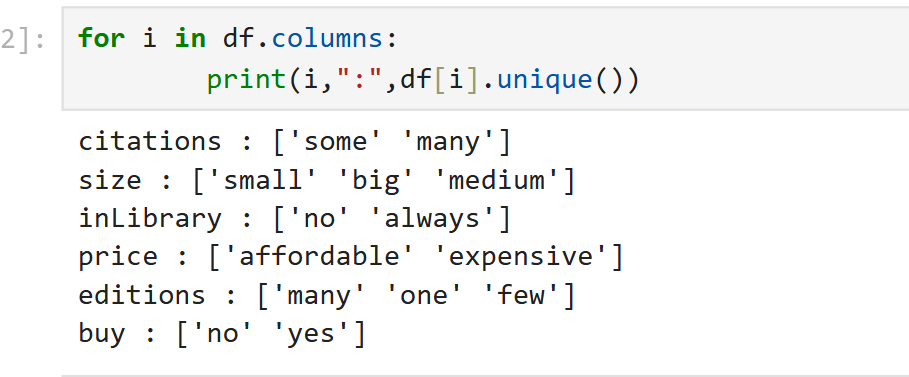 2]: for i in df.columns:
print(i,":",df[i].unique())
citations : ['some' 'many']
size : ['small' 'big' 'medium']
inLibrary : ['no' 'always']
price : ['affordable' 'expensive']
editions : ['many' 'one' 'few']
buy : ['no' 'yes']